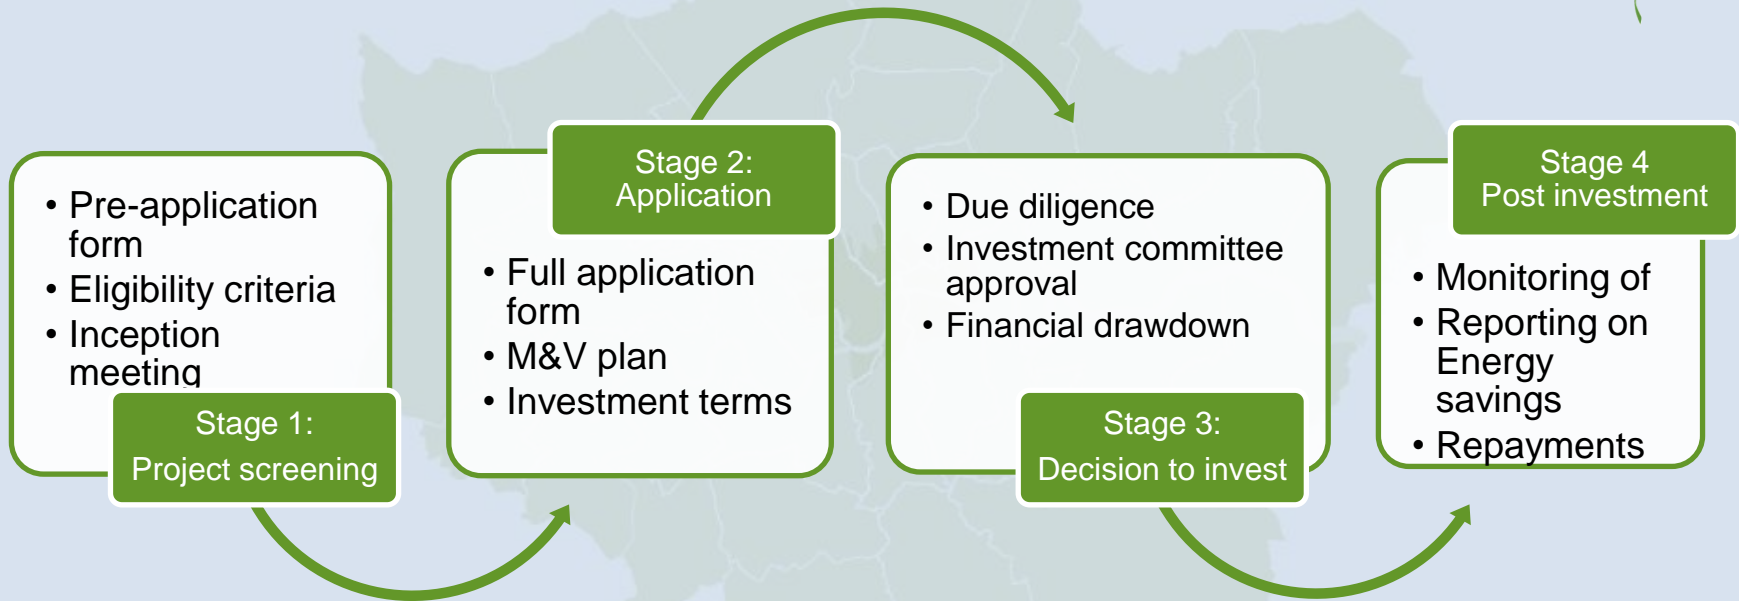 • Pre-application
form
• Eligibility criteria
• Inception
meeting
Stage 1:
Project screening
Stage 2:
Application
• Full application
form
• M&V plan
• Investment terms
• Due diligence
• Investment committee
approval
• Financial drawdown
Stage 3:
Decision to invest
Stage 4
Post investment
• Monitoring of
• Reporting on
Energy
savings
• Repayments